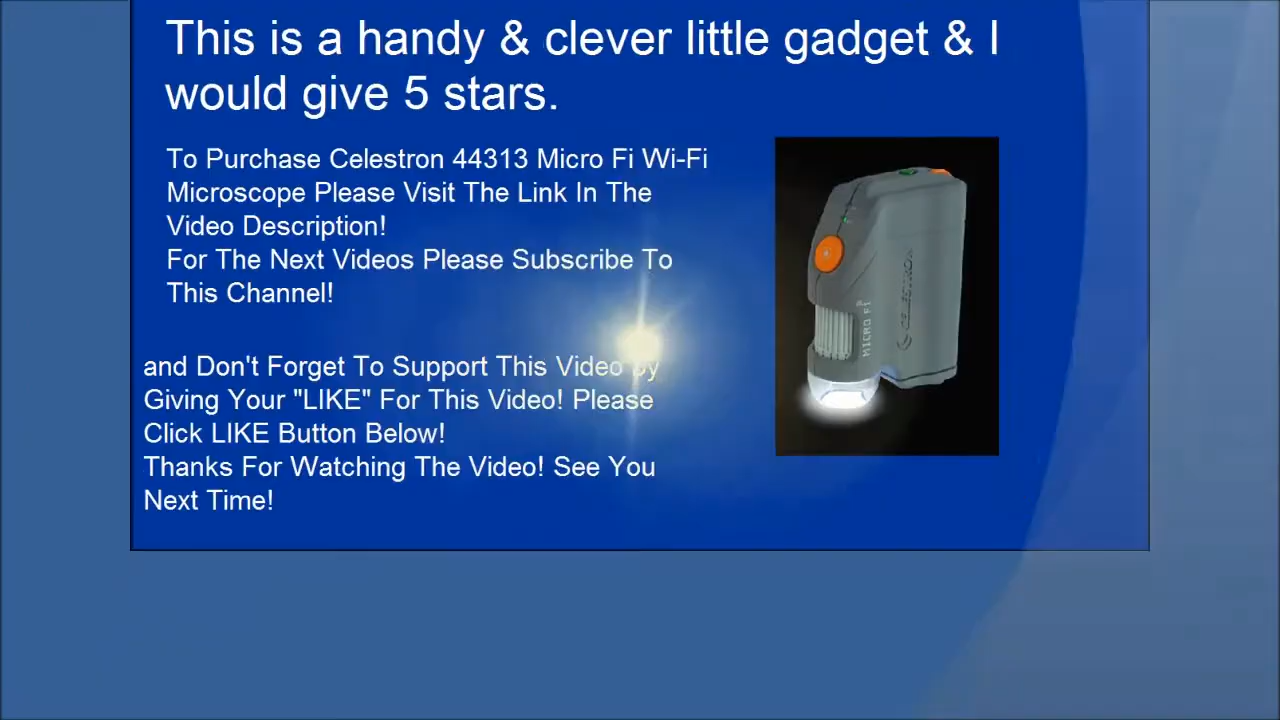 This is a handy & clever little gadget & I
would give 5 stars.
To Purchase Celestron 44313 Micro Fi Wi-Fi
Microscope Please Visit The Link In The
Video Description!
For The Next Videos Please Subscribe To
This Channel!
and Don't Forget To Support This Video by
Giving Your "LIKE" For This Video! Please
Click LIKE Button Below!
Thanks For Watching The Video! See You
Next Time!
MICRO Fi
CELESTRON